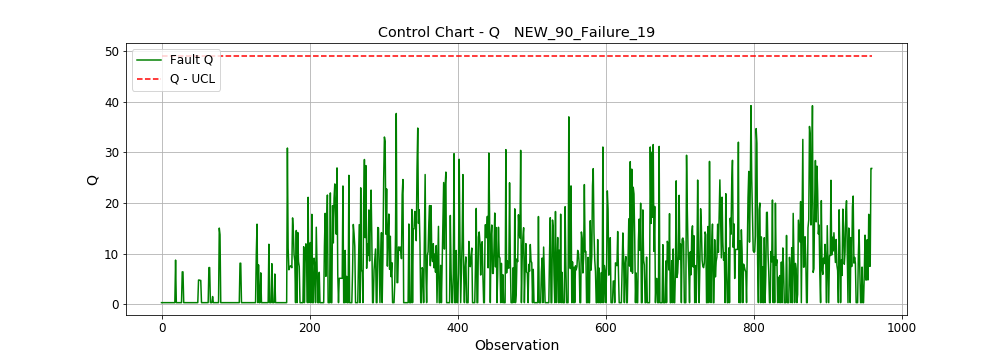 Control Chart - Q   NEW_90_Failure_19
Fault Q
Q - UCL
50
40
30
20
10
0
Q
0 200 400 600 800 1000
Observation